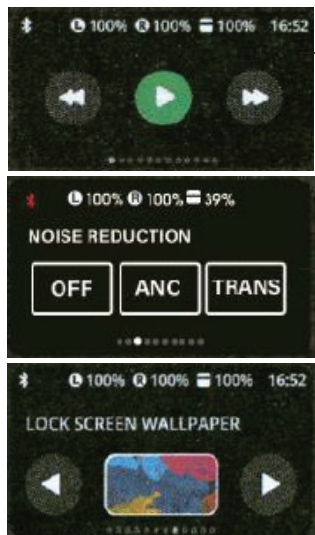 L 100% R 100% 100% 16:52
L 100% R 100% 39%
NOISE REDUCTION
OFF ANC TRANS
L 100% R 100% 100% 16:52
LOCK SCREEN WALLPAPER